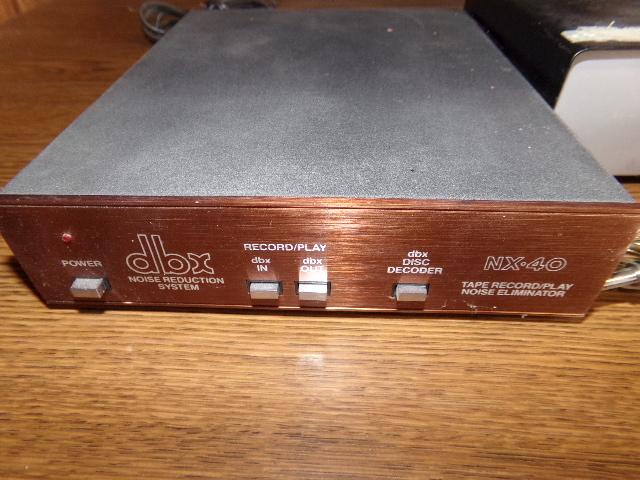 POWER
dbx
NOISE REDUCTION
SYSTEM
RECORD/PLAY
dbx
IN
dbx
OUT
dbx
DISC
DECODER
NX-40
TAPE RECORD/PLAY
NOISE ELIMINATOR